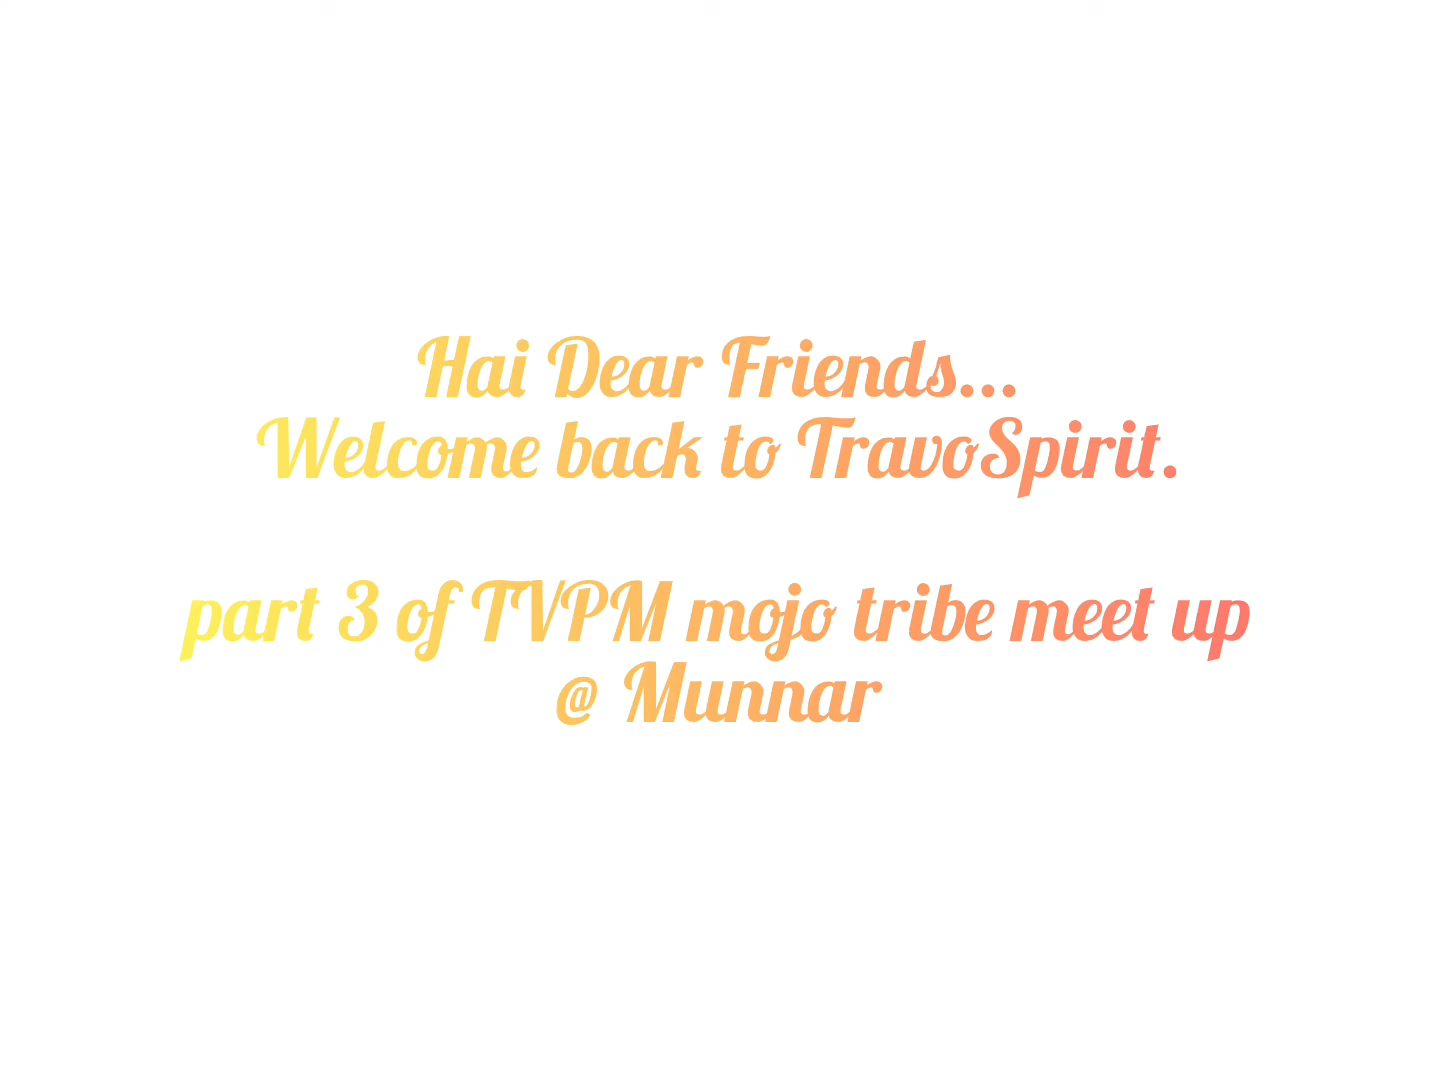 Hai Dear Friends...
Welcome back to TravoSpirit.
part 3 of TVPM mojo tribe meet up
@ Munnar